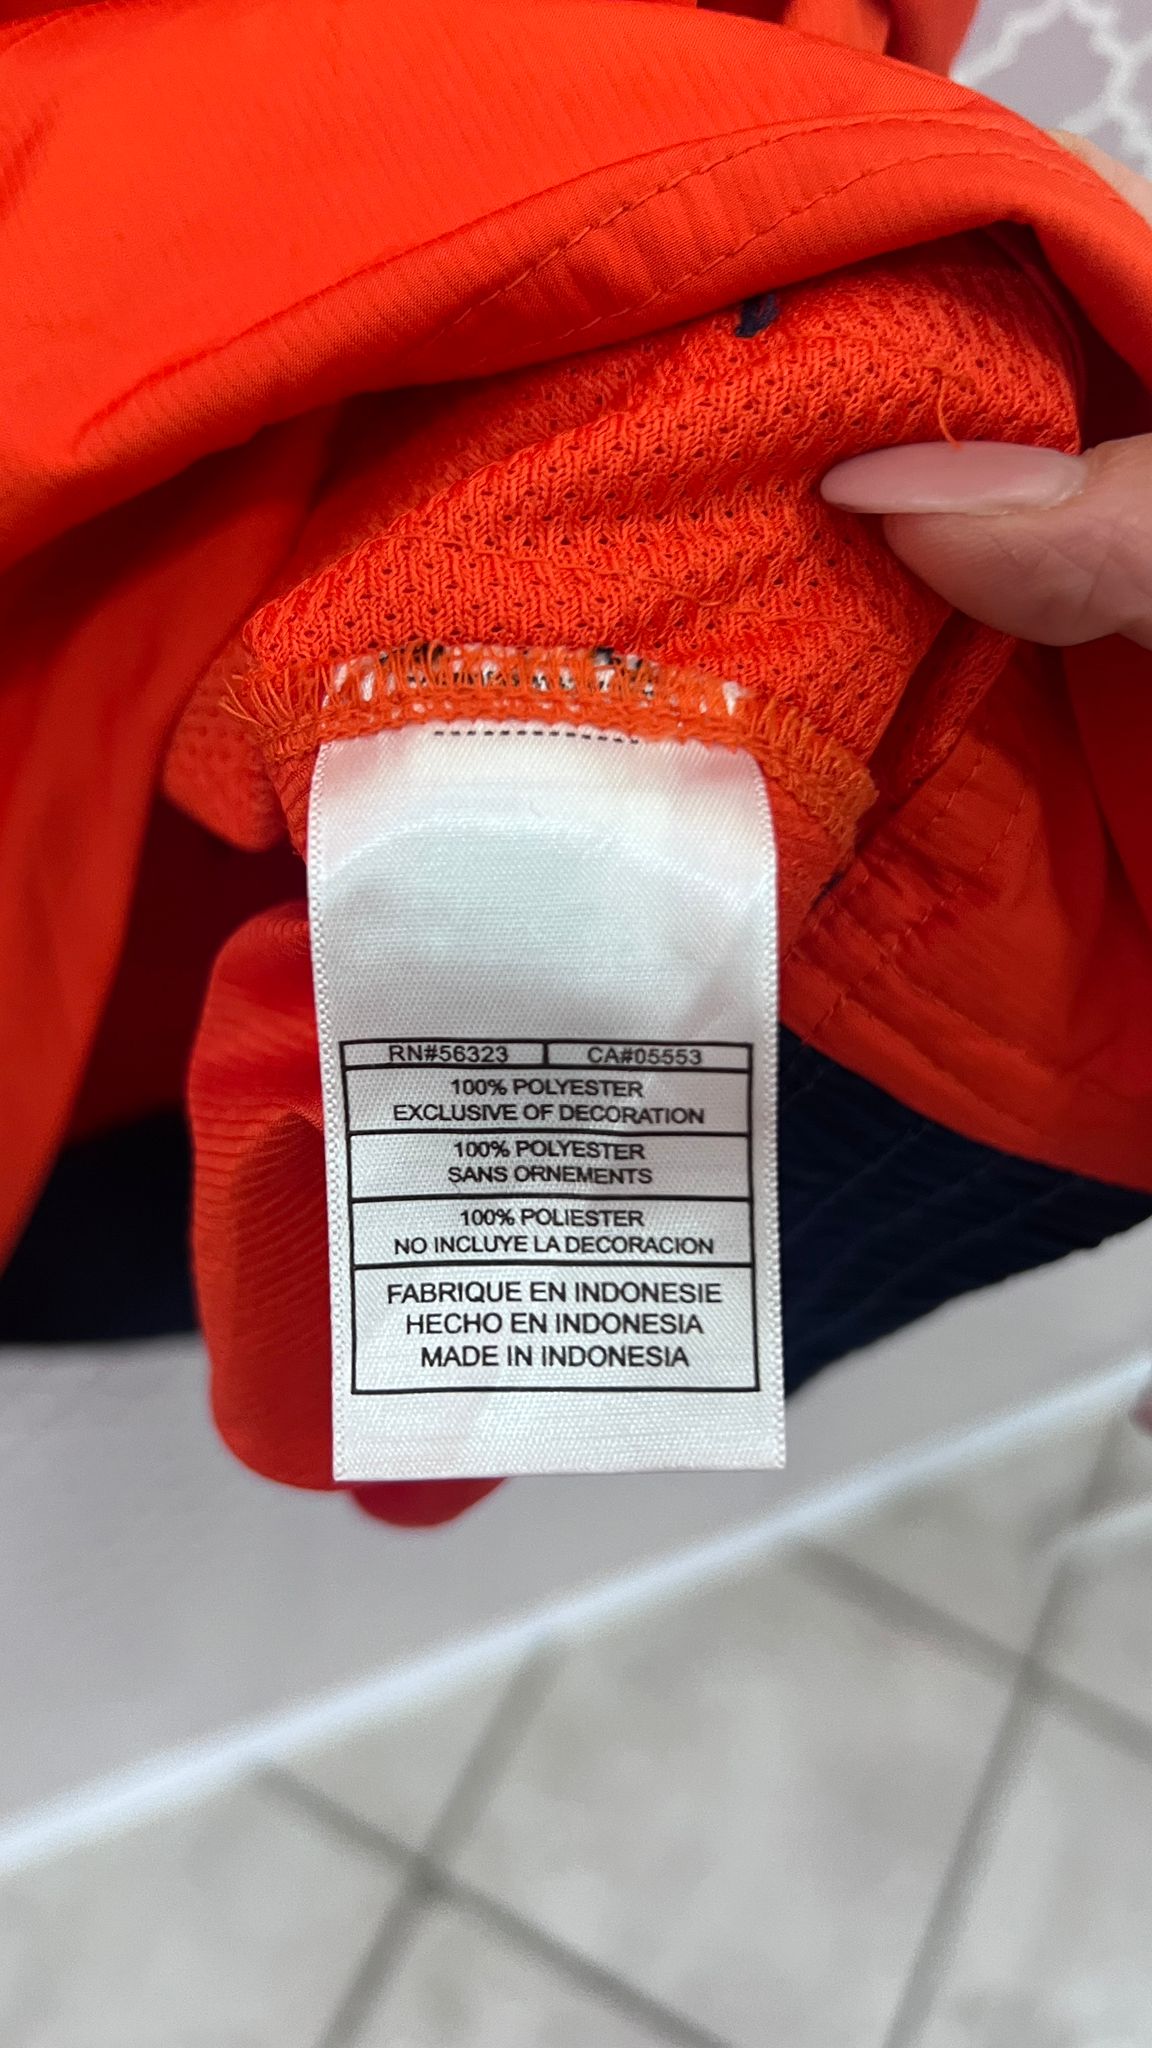 RN#56323 CA#05553
100% POLYESTER
EXCLUSIVE OF DECORATION
100% POLYESTER
SANS ORNEMENTS
100% POLIESTER
NO INCLUYE LA DECORACION
FABRIQUE EN INDONESIE
HECHO EN INDONESIA
MADE IN INDONESIA